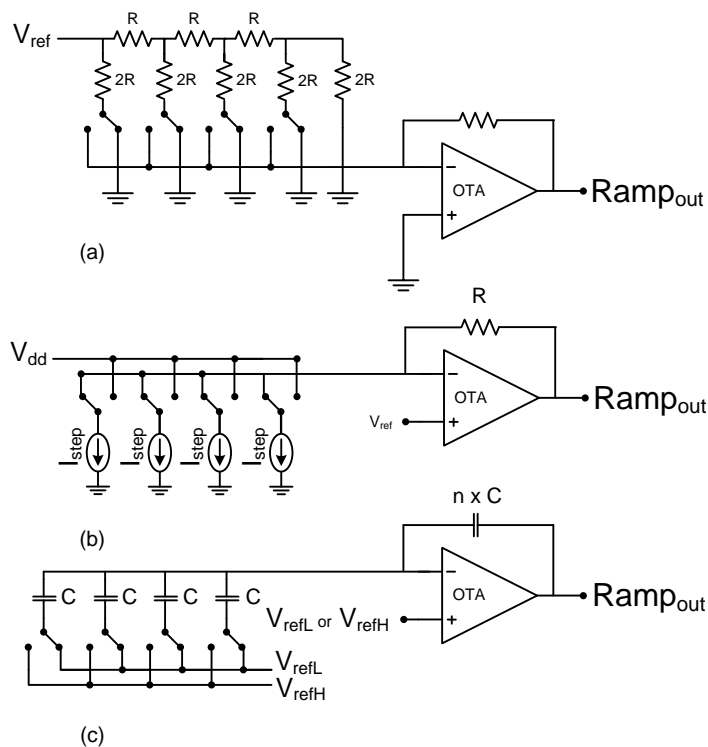 R R R
V_ref
2R 2R 2R 2R 2R
−
OTA
+
Ramp_out
(a)
R
V_dd
−
OTA
+
V_ref
Ramp_out
I_step I_step I_step I_step
(b)
n x C
−
OTA
+
Ramp_out
C C C C
V_refL or V_refH
V_refL
V_refH
(c)